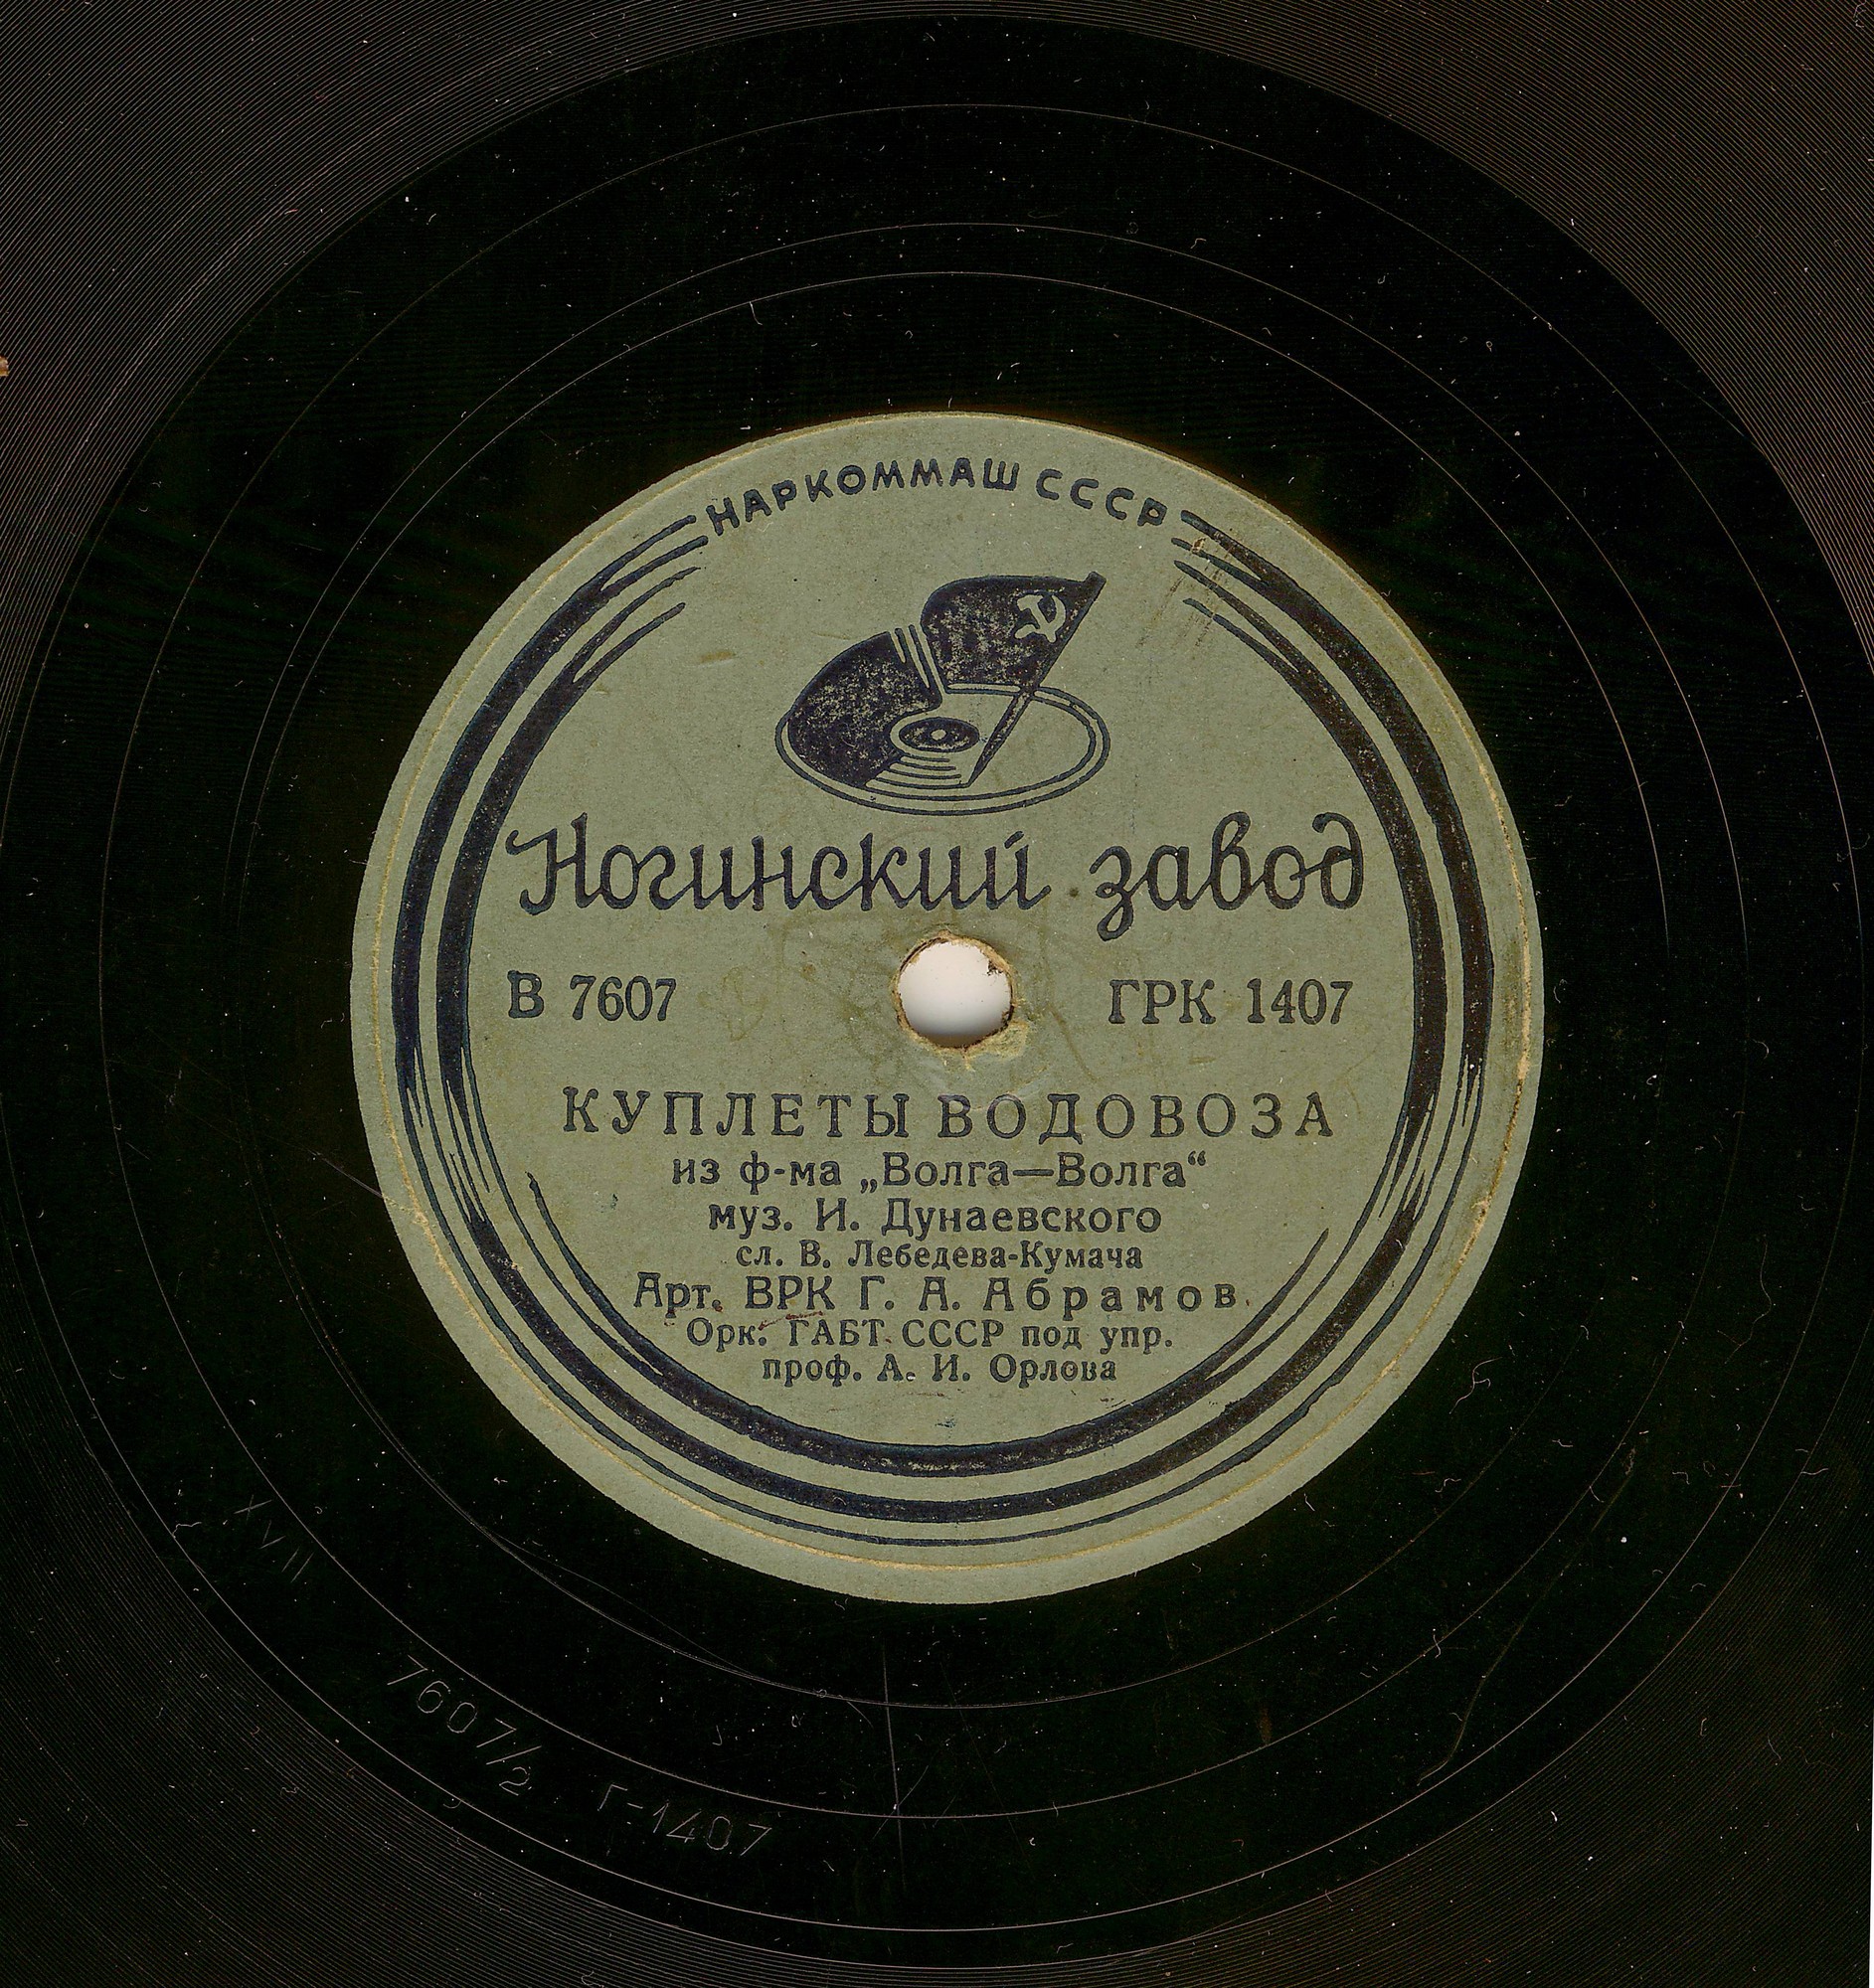 НАРКОММАШ СССР
Ногинский завод
В 7607 ГРК 1407
КУПЛЕТЫ ВОДОВОЗА
из ф-ма „Волга—Волга“
муз. И. Дунаевского
сл. В. Лебедева-Кумача
Арт. ВРК Г. А. Абрамов
Орк. ГАБТ СССР под упр.
проф. А. И. Орлова
XVII
7607/2 Г-1407